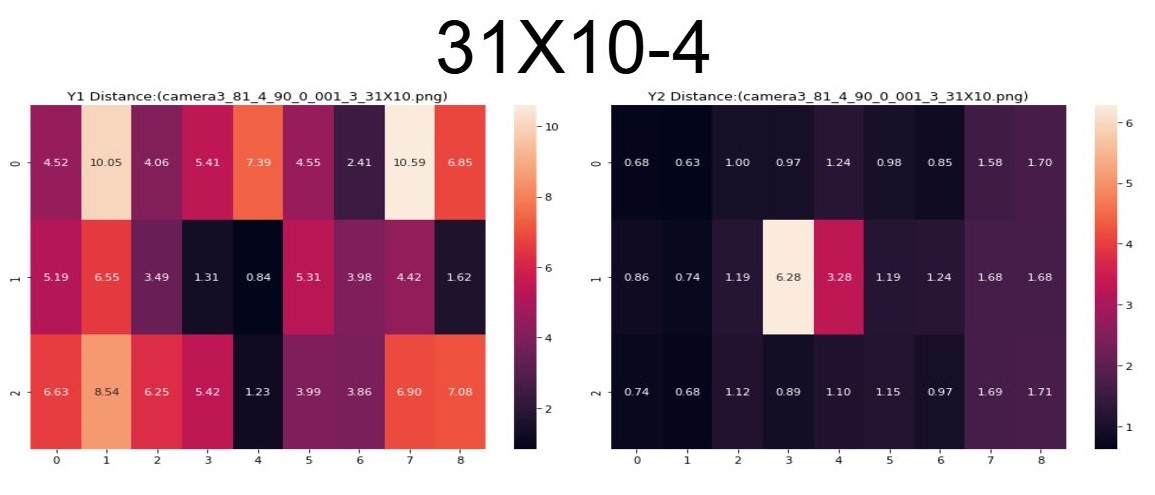 31X10-4
Y1 Distance:(camera3_81_4_90_0_001_3_31X10.png)
0 4.52 10.05 4.06 5.41 7.39 4.55 2.41 10.59 6.85
1 5.19 6.55 3.49 1.31 0.84 5.31 3.98 4.42 1.62
2 6.63 8.54 6.25 5.42 1.23 3.99 3.86 6.90 7.08
0 1 2 3 4 5 6 7 8
10
8
6
4
2
Y2 Distance:(camera3_81_4_90_0_001_3_31X10.png)
0 0.68 0.63 1.00 0.97 1.24 0.98 0.85 1.58 1.70
1 0.86 0.74 1.19 6.28 3.28 1.19 1.24 1.68 1.68
2 0.74 0.68 1.12 0.89 1.10 1.15 0.97 1.69 1.71
0 1 2 3 4 5 6 7 8
6
5
4
3
2
1